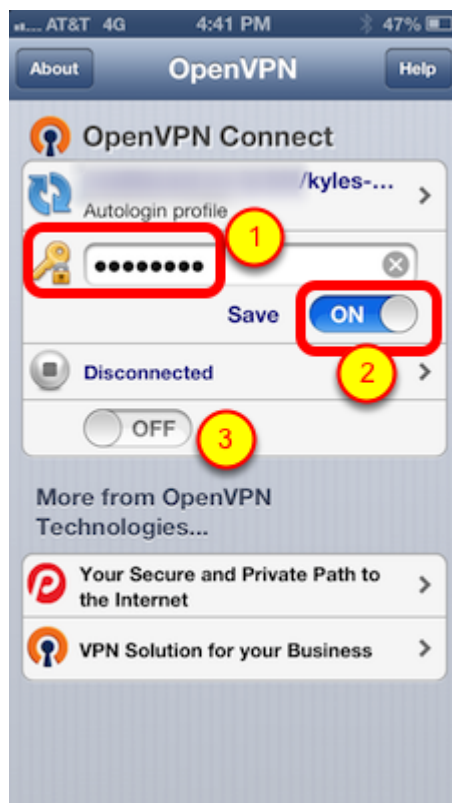 AT&T 4G 4:41 PM 47%
About OpenVPN Help
OpenVPN Connect
/kyles-...
Autologin profile
1
••••••••
Save ON
2
Disconnected
OFF
3
More from OpenVPN
Technologies...
Your Secure and Private Path to
the Internet
VPN Solution for your Business